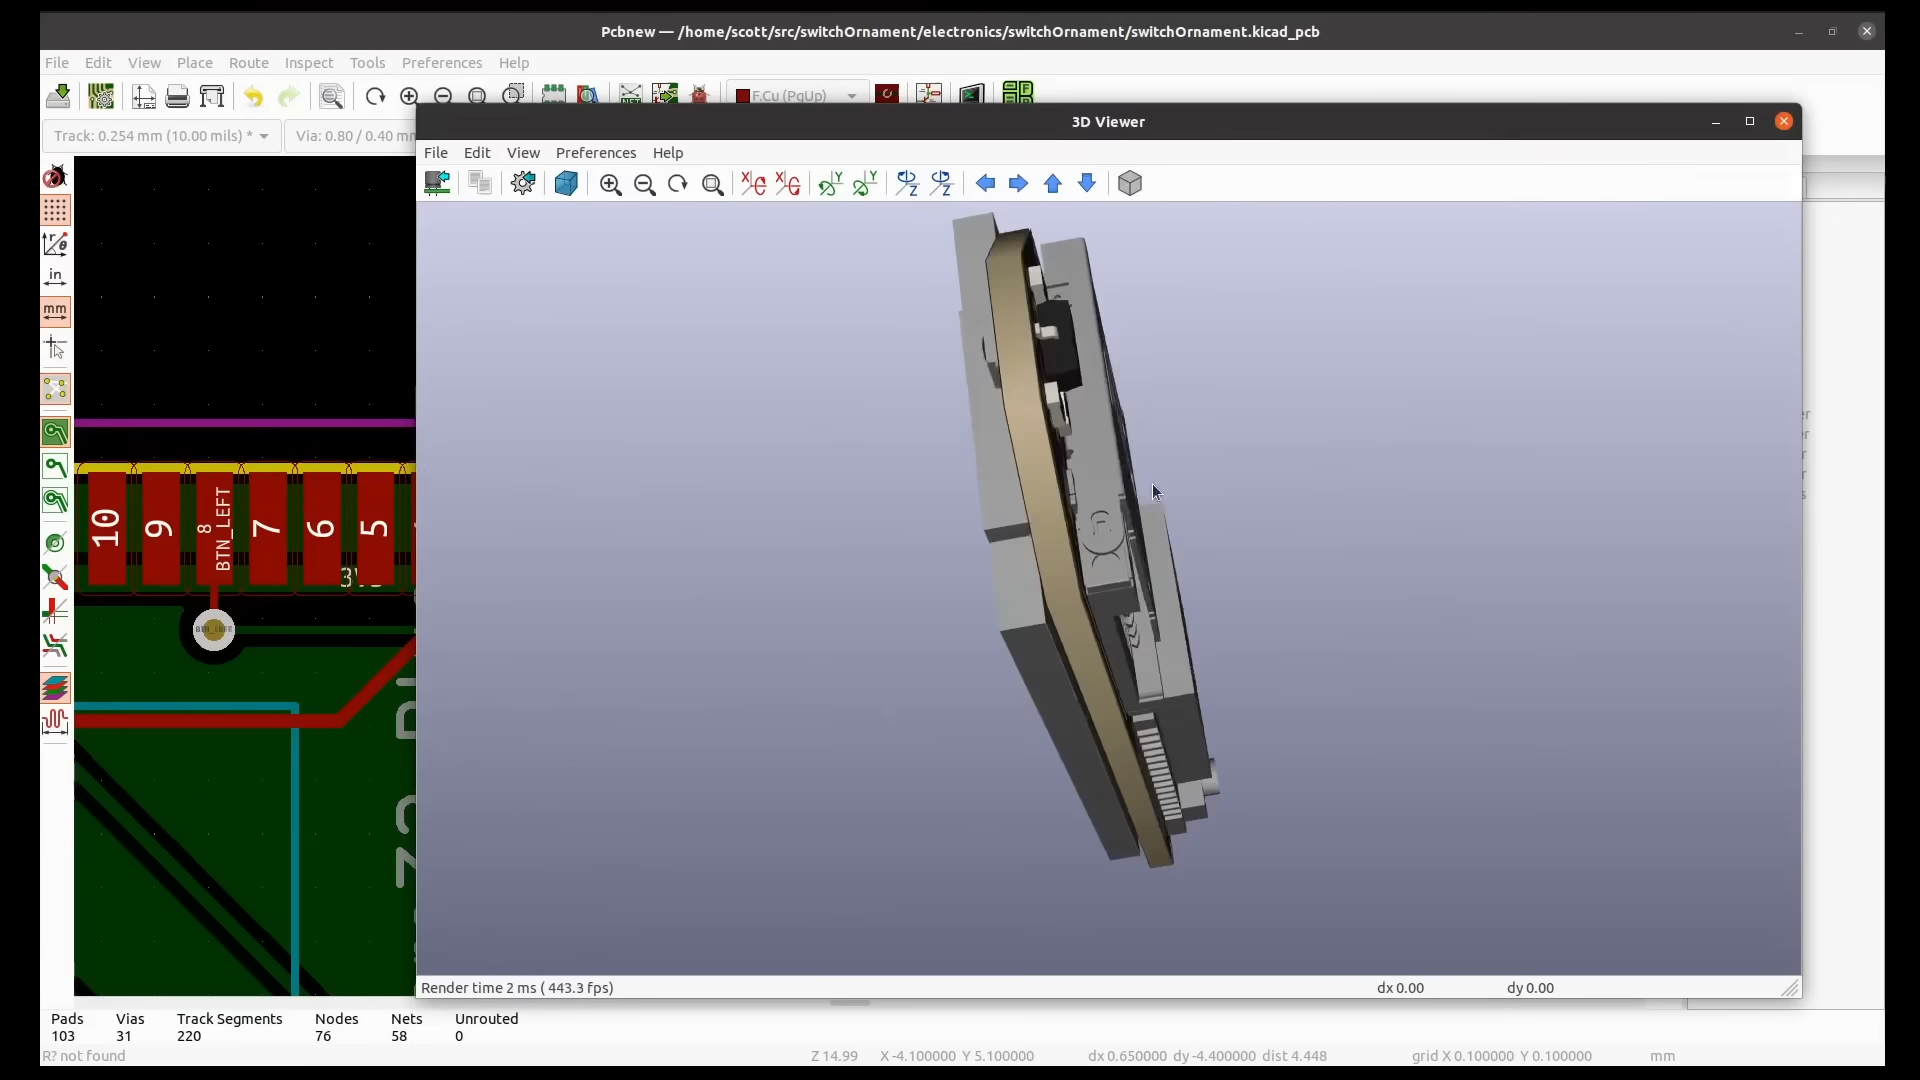 Pcbnew — /home/scott/src/switchOrnament/electronics/switchOrnament/switchOrnament.kicad_pcb
File Edit View Place Route Inspect Tools Preferences Help
F.Cu (PgUp)
Track: 0.254 mm (10.00 mils) *
Via: 0.80 / 0.40 m
3D Viewer
File Edit View Preferences Help
in
mm
10 9 8 BTN_LEFT 7 6 5
Render time 2 ms ( 443.3 fps)
dx 0.00
dy 0.00
Pads Vias Track Segments Nodes Nets Unrouted
103 31 220 76 58 0
R? not found
Z 14.99
X -4.100000 Y 5.100000
dx 0.650000 dy -4.400000 dist 4.448
grid X 0.100000 Y 0.100000
mm